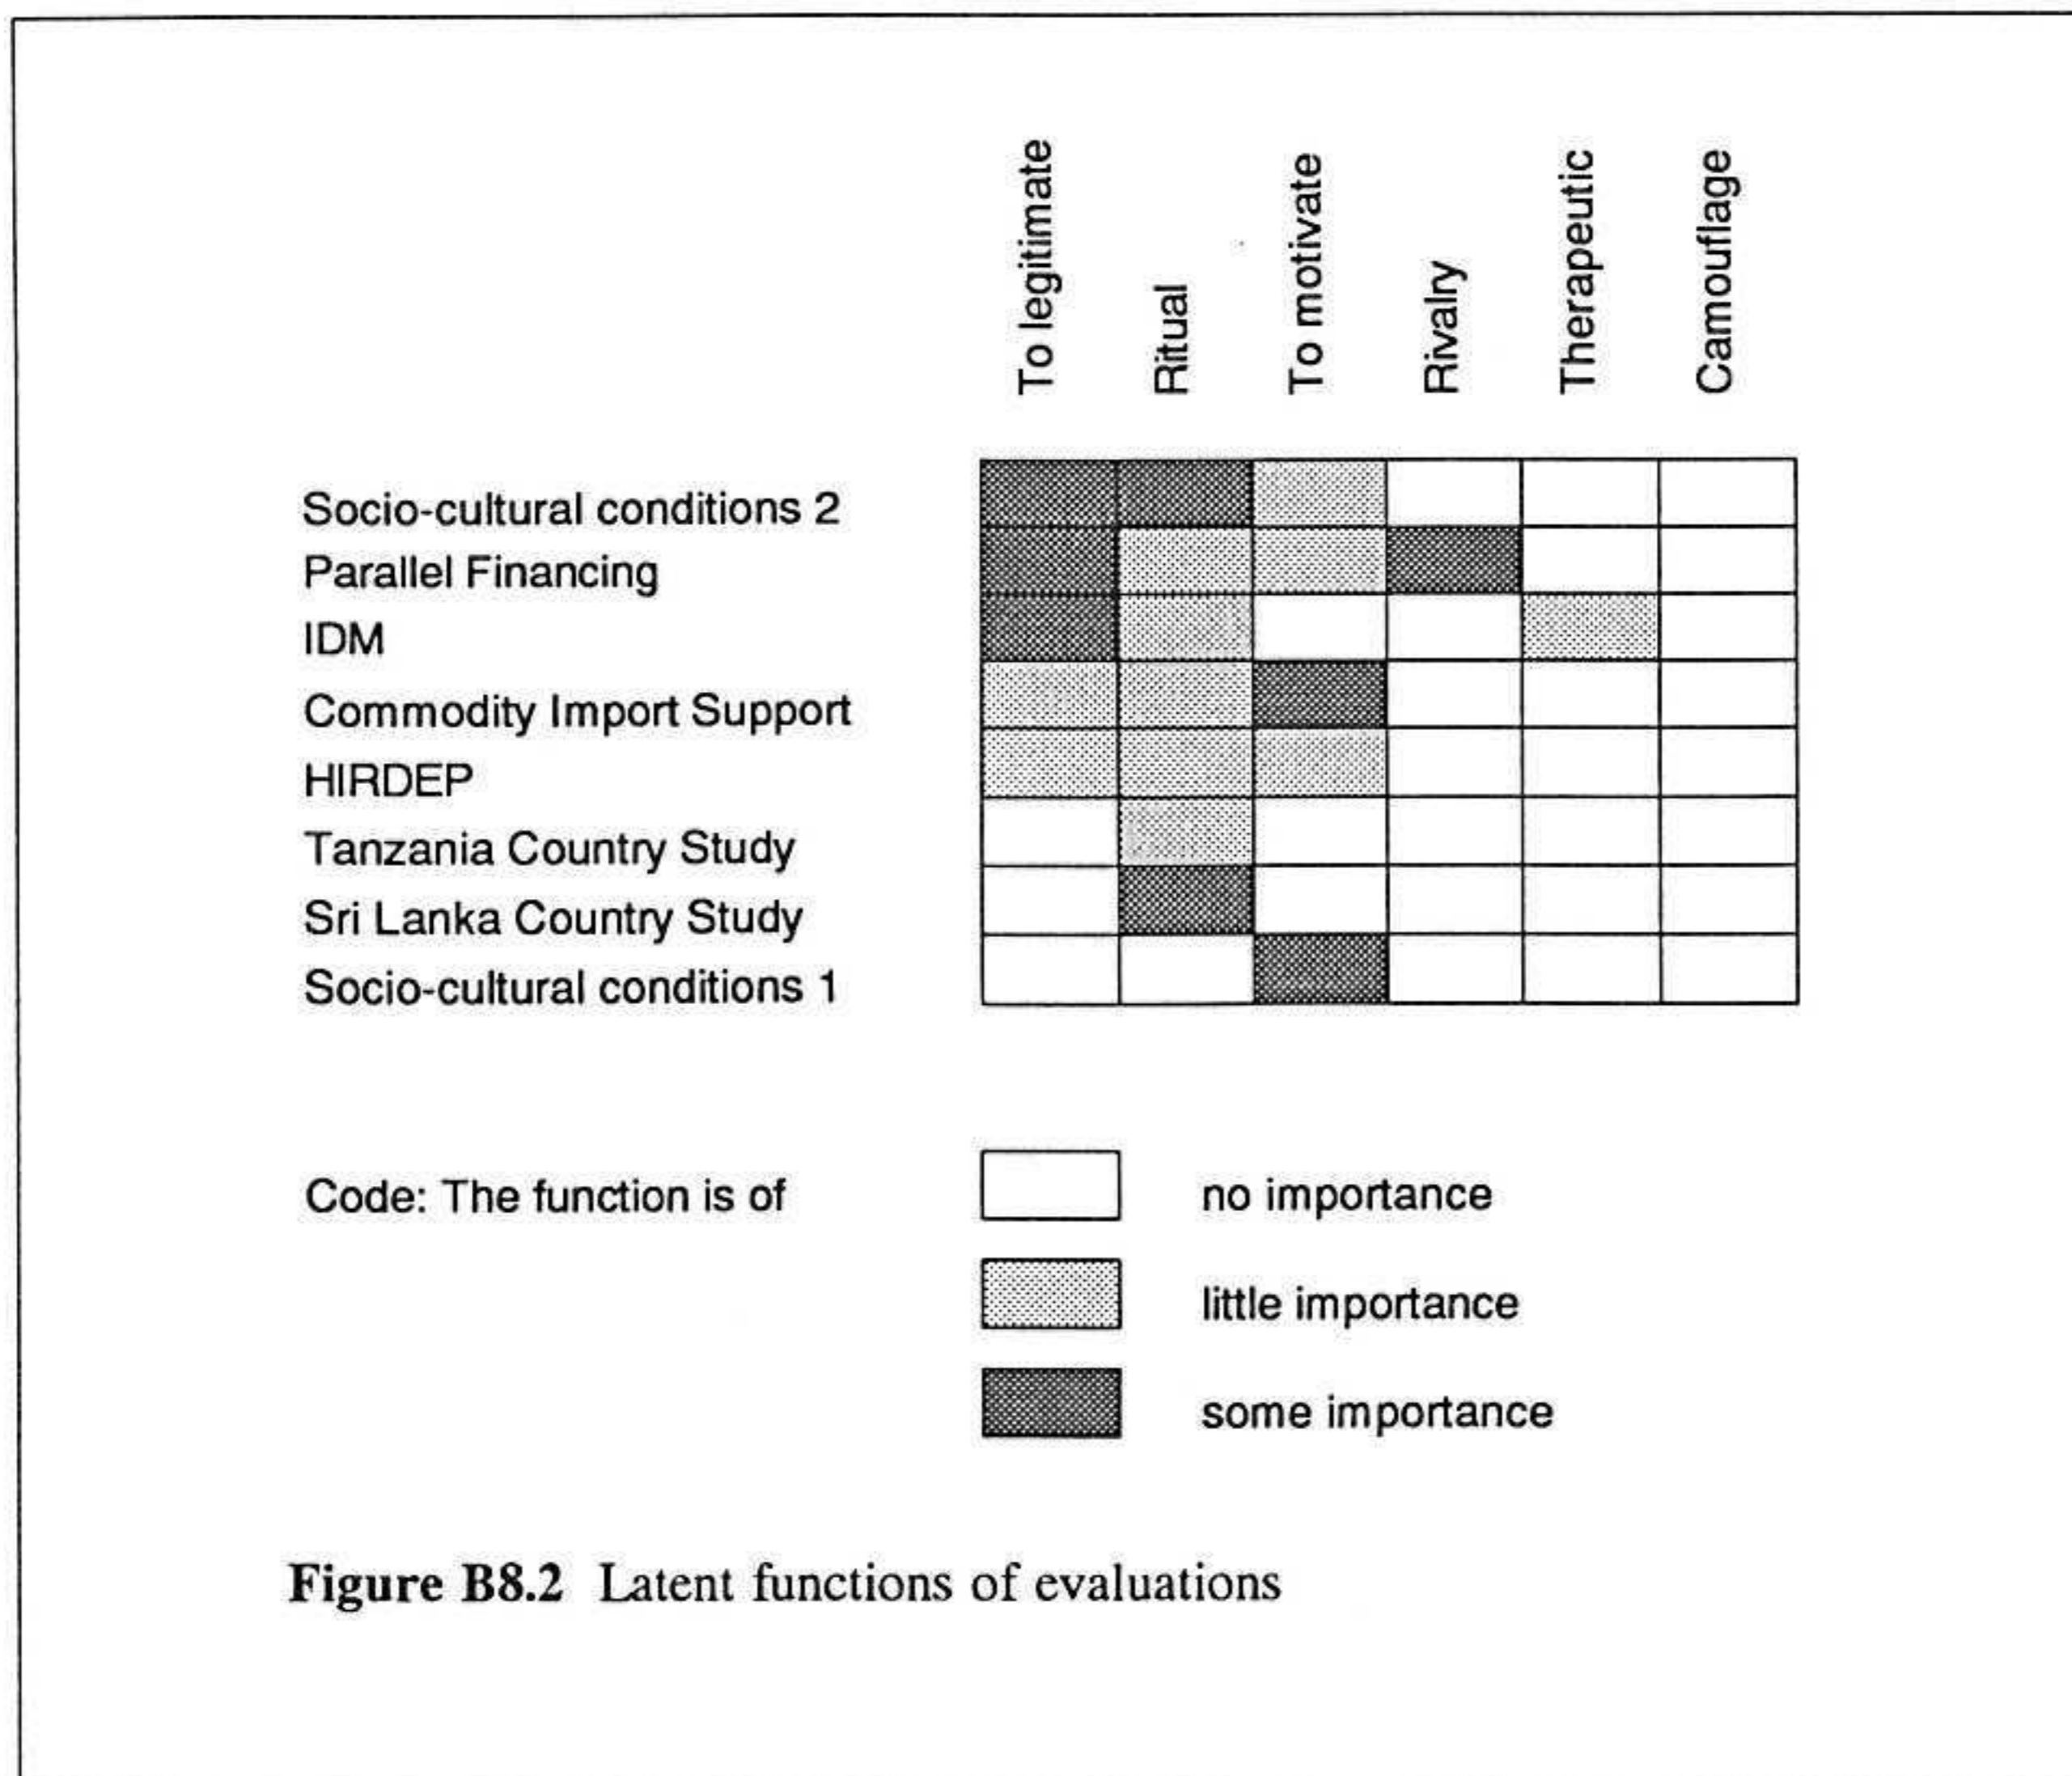 To legitimate
Ritual
To motivate
Rivalry
Therapeutic
Camouflage
Socio-cultural conditions 2
Parallel Financing
IDM
Commodity Import Support
HIRDEP
Tanzania Country Study
Sri Lanka Country Study
Socio-cultural conditions 1
Code: The function is of
no importance
little importance
some importance
Figure B8.2 Latent functions of evaluations